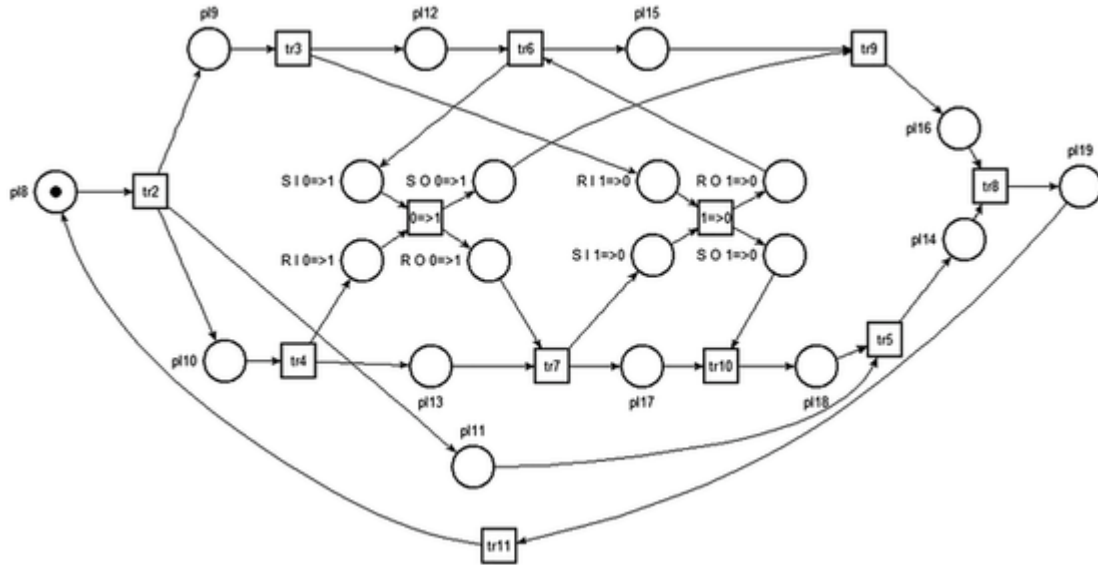 pl9
pl12
pl15
tr3
tr6
tr9
pl16
pl19
S I 0=>1
S O 0=>1
R I 1=>0
R O 1=>0
pl8
tr2
tr8
0=>1
1=>0
pl14
R I 0=>1
R O 0=>1
S I 1=>0
S O 1=>0
pl10
tr4
tr7
tr10
tr5
pl13
pl17
pl18
pl11
tr11